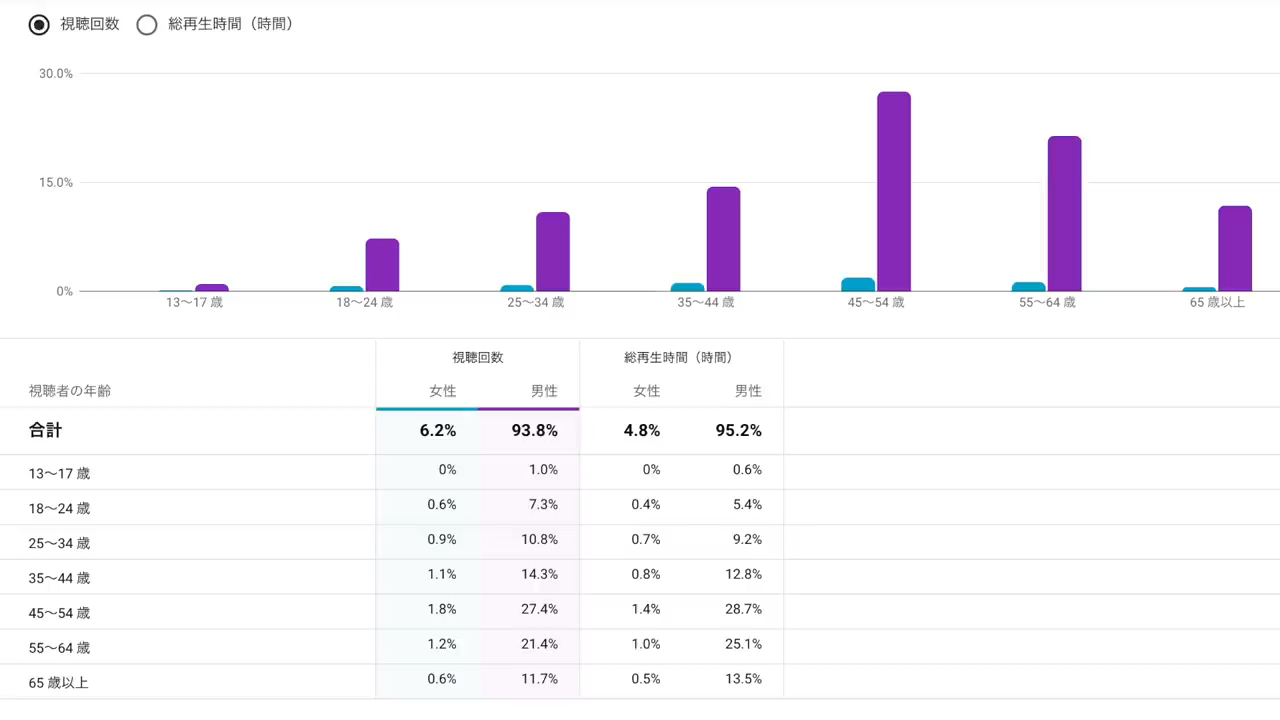 視聴回数 総再生時間（時間）
30.0%
15.0%
0%
13～17 歳 18～24 歳 25～34 歳 35～44 歳 45～54 歳 55～64 歳 65 歳以上
視聴回数 総再生時間（時間）
視聴者の年齢 女性 男性 女性 男性
合計 6.2% 93.8% 4.8% 95.2%
13～17 歳 0% 1.0% 0% 0.6%
18～24 歳 0.6% 7.3% 0.4% 5.4%
25～34 歳 0.9% 10.8% 0.7% 9.2%
35～44 歳 1.1% 14.3% 0.8% 12.8%
45～54 歳 1.8% 27.4% 1.4% 28.7%
55～64 歳 1.2% 21.4% 1.0% 25.1%
65 歳以上 0.6% 11.7% 0.5% 13.5%